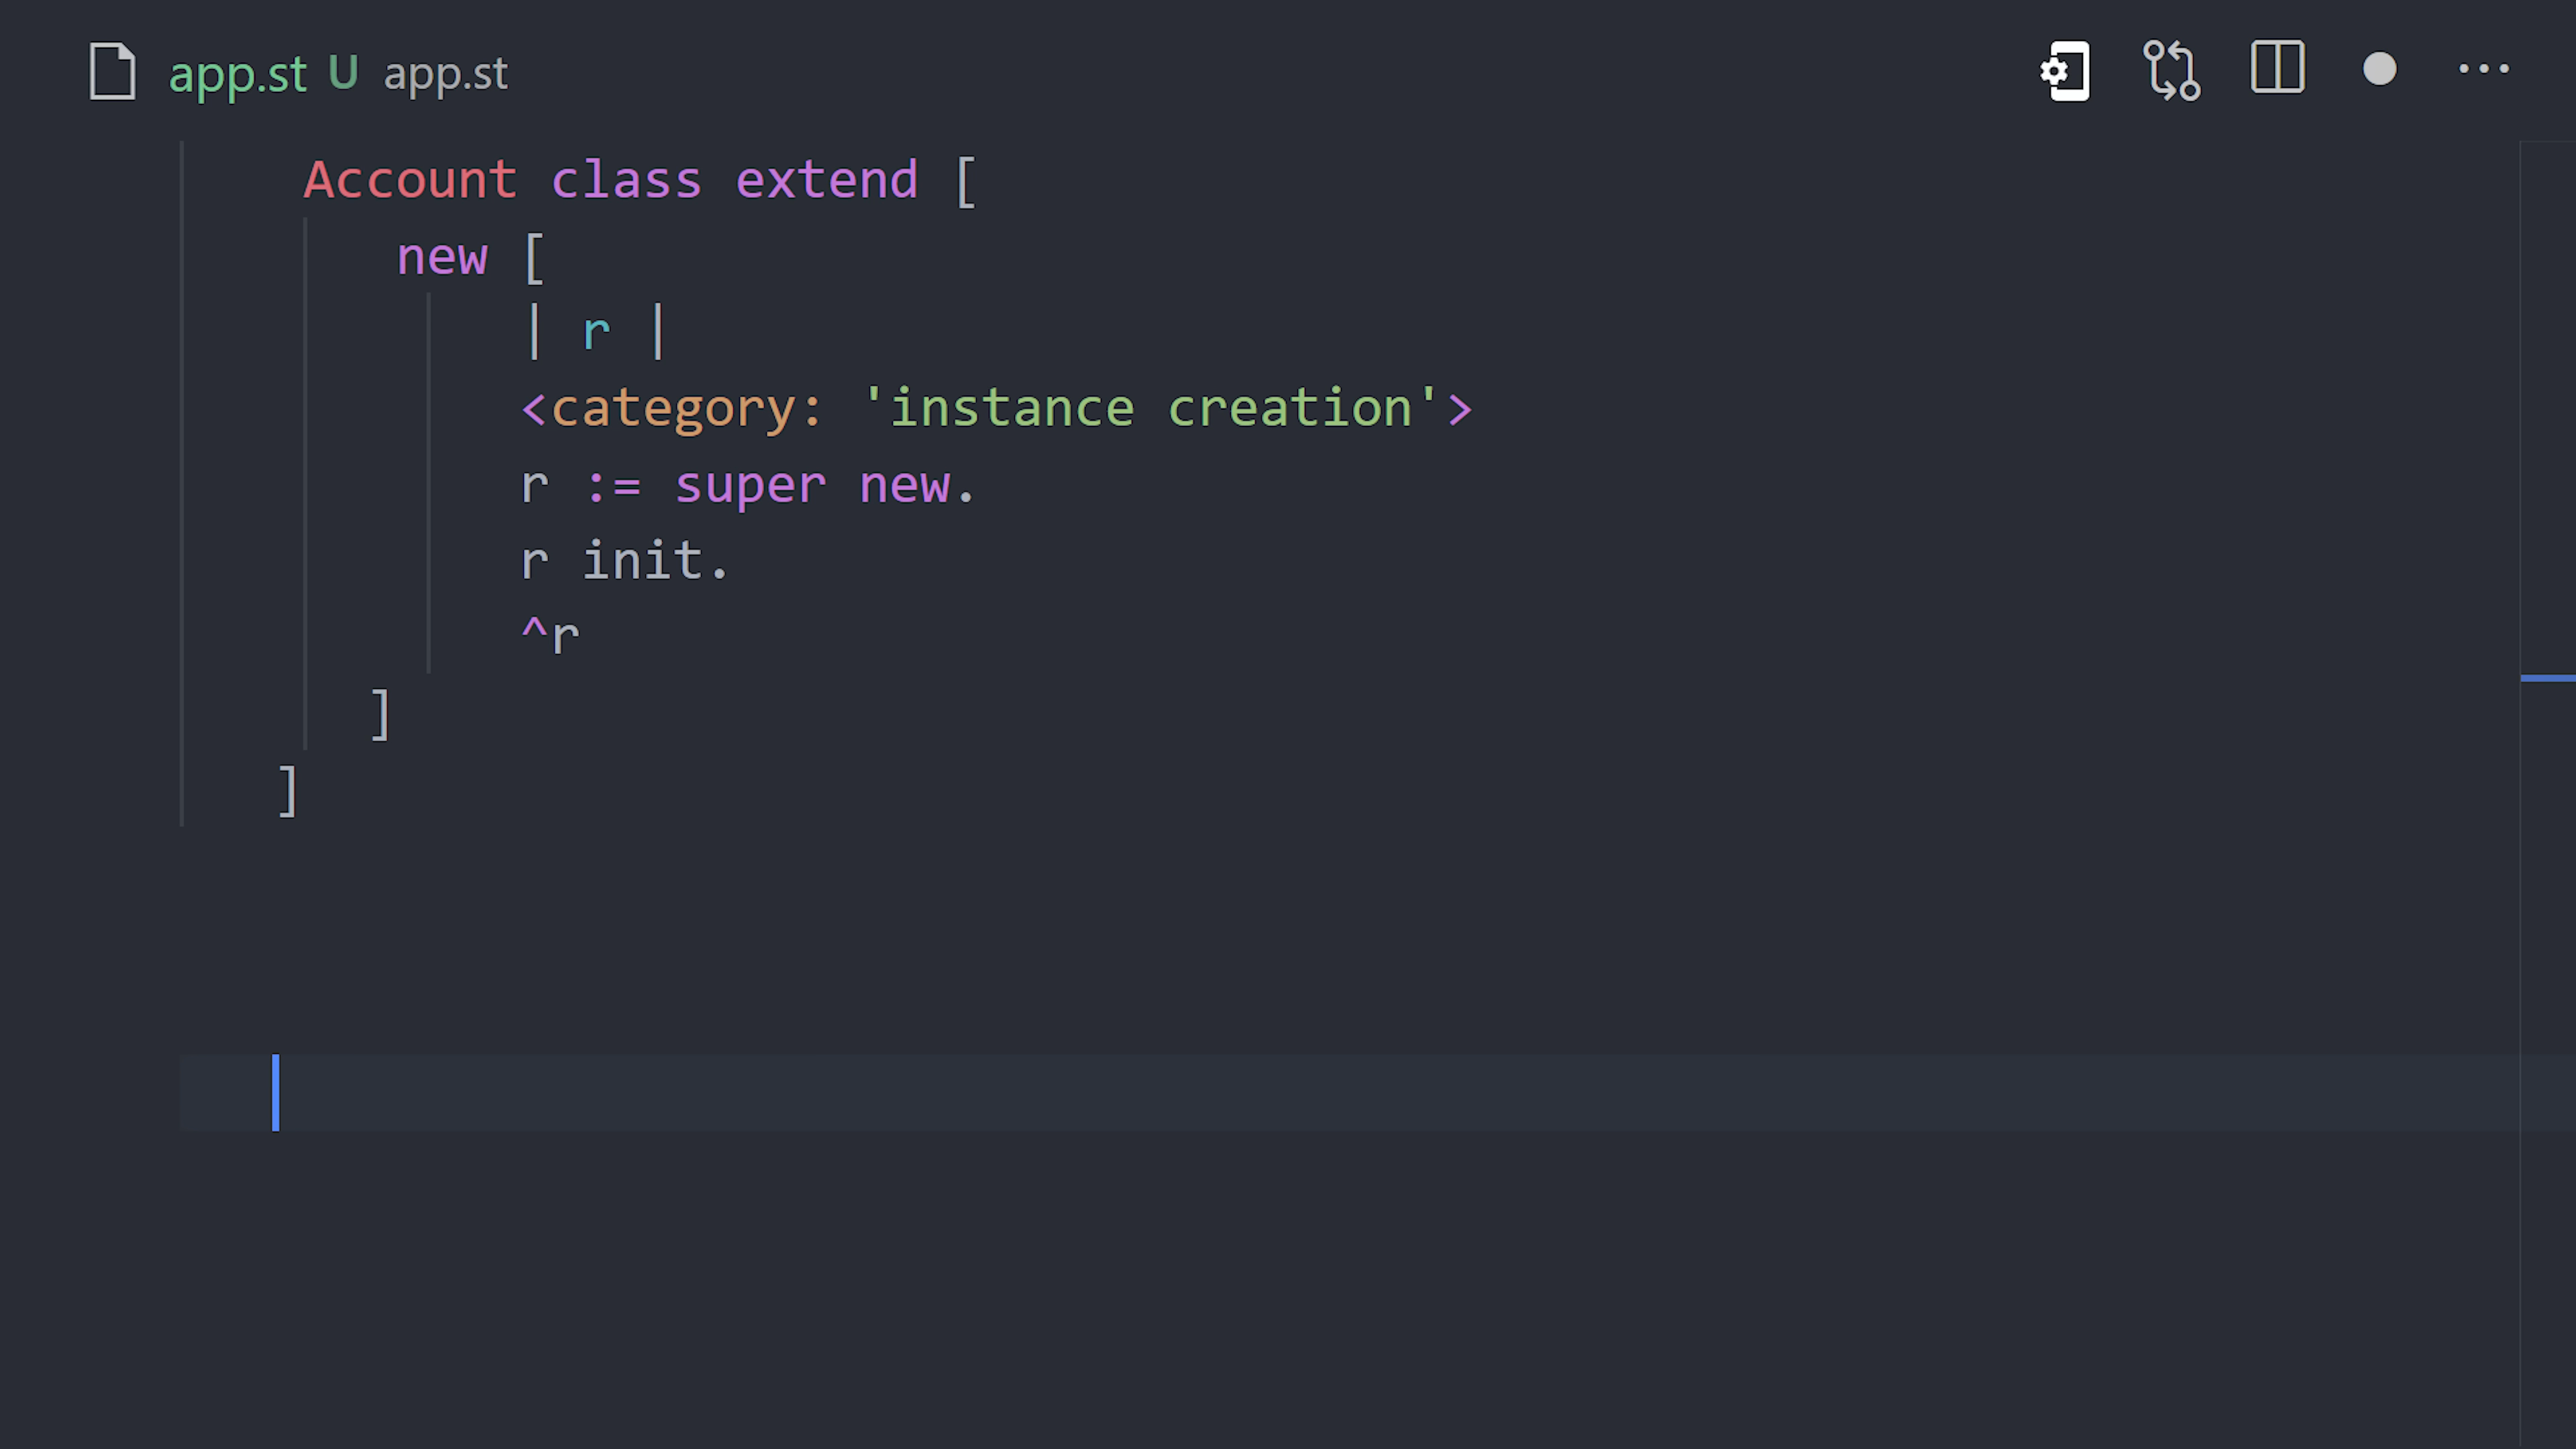 app.st U app.st
Account class extend [
new [
| r |
<category: 'instance creation'>
r := super new.
r init.
^r
]
]